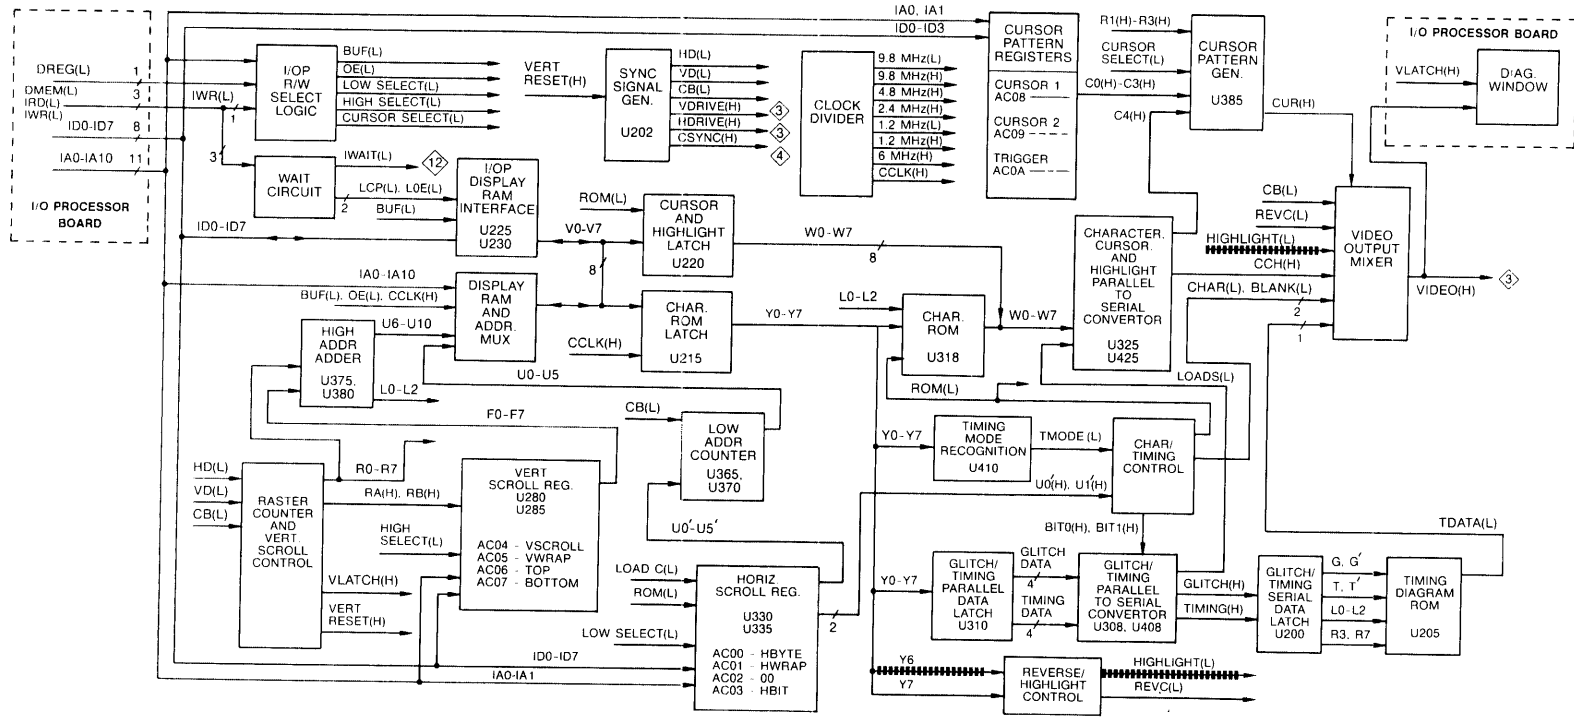 I/O PROCESSOR
BOARD
DREG(L)
1
DMEM(L)
3
IRD(L)
IWR(L)
ID0-ID7
8
IA0-IA10
11
IWR(L)
1
3
I/OP
R/W
SELECT
LOGIC
BUF(L)
OE(L)
LOW SELECT(L)
HIGH SELECT(L)
CURSOR SELECT(L)
WAIT
CIRCUIT
IWAIT(L)
12
LCP(L). L0E(L)
2
BUF(L)
ID0-ID7
I/OP
DISPLAY
RAM
INTERFACE
U225
U230
VERT
RESET(H)
SYNC
SIGNAL
GEN.
U202
HD(L)
VD(L)
CB(L)
VDRIVE(H)
3
HDRIVE(H)
3
CSYNC(H)
4
CLOCK
DIVIDER
9.8 MHz(L)
9.8 MHz(H)
4.8 MHz(H)
2.4 MHz(H)
1.2 MHz(L)
1.2 MHz(H)
6 MHz(H)
CCLK(H)
IA0, IA1
ID0-ID3
CURSOR
PATTERN
REGISTERS
CURSOR 1
AC08
CURSOR 2
AC09
TRIGGER
AC0A
R1(H)-R3(H)
CURSOR
SELECT(L)
C0(H)-C3(H)
C4(H)
CURSOR
PATTERN
GEN.
U385
CUR(H)
I/O PROCESSOR BOARD
VLATCH(H)
DIAG.
WINDOW
ROM(L)
V0-V7
8
CURSOR
AND
HIGHLIGHT
LATCH
U220
W0-W7
8
IA0-IA10
BUF(L), OE(L), CCLK(H)
U6-U10
DISPLAY
RAM
AND
ADDR.
MUX
CHAR.
ROM
LATCH
U215
CCLK(H)
Y0-Y7
L0-L2
CHAR.
ROM
U318
W0-W7
ROM(L)
CHARACTER.
CURSOR.
AND
HIGHLIGHT
PARALLEL
TO
SERIAL
CONVERTOR
U325
U425
LOADS(L)
CB(L)
REVC(L)
HIGHLIGHT(L)
CCH(H)
CHAR(L), BLANK(L)
2
1
VIDEO
OUTPUT
MIXER
VIDEO(H)
3
HIGH
ADDR
ADDER
U375,
U380
L0-L2
U0-U5
F0-F7
CB(L)
LOW
ADDR
COUNTER
U365,
U370
U0'-U5'
HD(L)
VD(L)
CB(L)
RASTER
COUNTER
AND
VERT.
SCROLL
CONTROL
R0-R7
RA(H), RB(H)
HIGH
SELECT(L)
VLATCH(H)
VERT
RESET(H)
VERT
SCROLL REG.
U280
U285
AC04 - VSCROLL
AC05 - VWRAP
AC06 - TOP
AC07 - BOTTOM
LOAD C(L)
ROM(L)
LOW SELECT(L)
ID0-ID7
IA0-IA1
HORIZ.
SCROLL REG.
U330
U335
AC00 - HBYTE
AC01 - HWRAP
AC02 - 00
AC03 - HBIT
2
Y0-Y7
TIMING
MODE
RECOGNITION
U410
TMODE (L)
U0'(H), U1'(H)
CHAR/
TIMING
CONTROL
BIT0(H), BIT1(H)
Y0-Y7
GLITCH/
TIMING
PARALLEL
DATA
LATCH
U310
GLITCH
DATA
4
TIMING
DATA
4
GLITCH/
TIMING PARALLEL
TO SERIAL
CONVERTOR
U308, U408
GLITCH(H)
TIMING(H)
GLITCH/
TIMING
SERIAL
DATA
LATCH
U200
G, G'
T, T'
L0-L2
R3, R7
TIMING
DIAGRAM
ROM
U205
TDATA(L)
Y6
Y7
REVERSE/
HIGHLIGHT
CONTROL
HIGHLIGHT(L)
REVC(L)